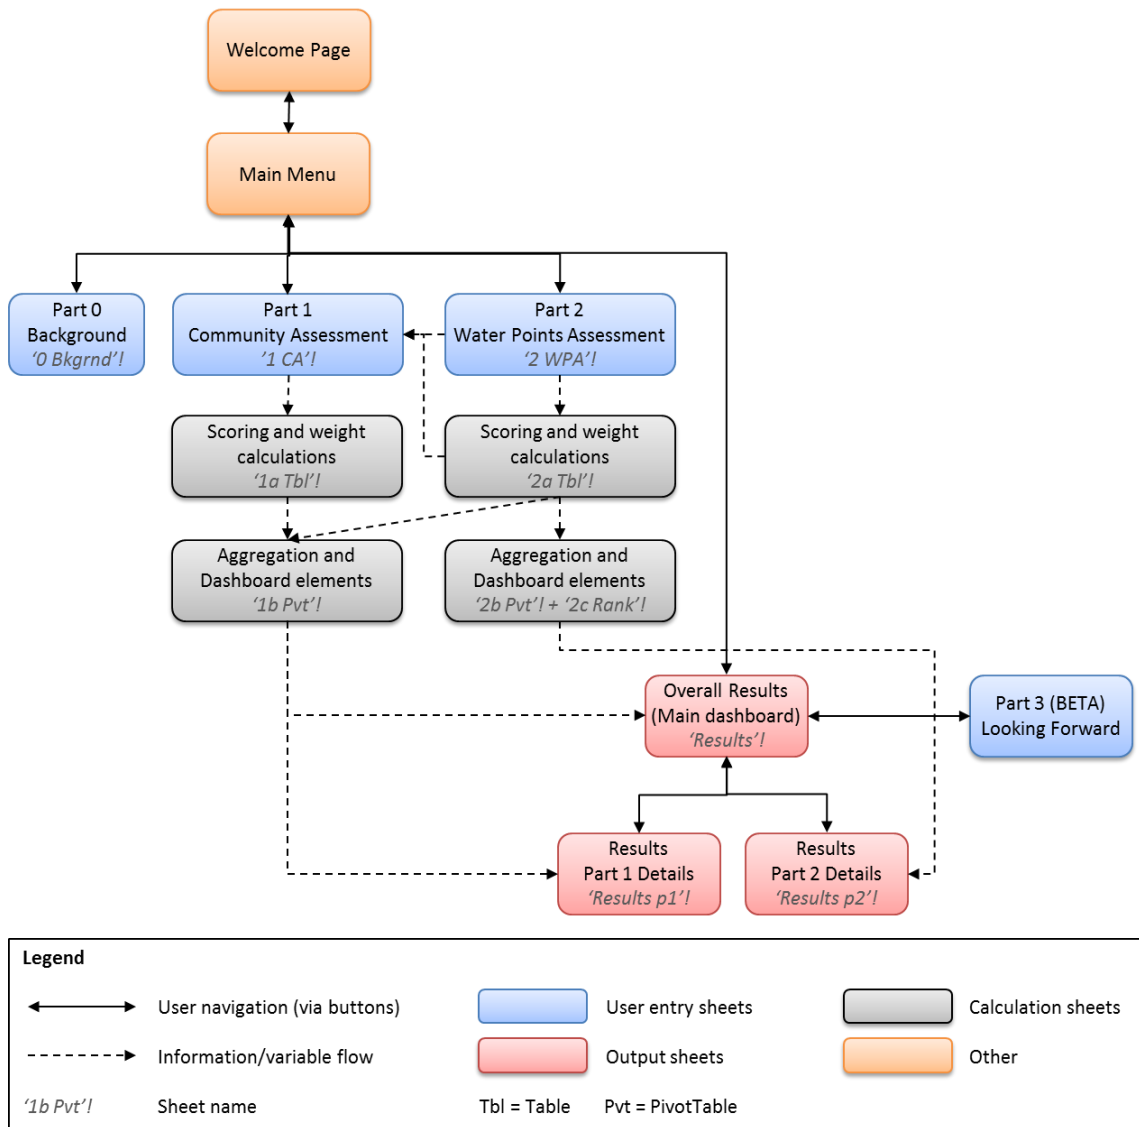 Welcome Page
Main Menu
Part 0
Background
‘0 Bkgrnd’!
Part 1
Community Assessment
’1 CA’!
Part 2
Water Points Assessment
‘2 WPA’!
Scoring and weight
calculations
‘1a Tbl’!
Scoring and weight
calculations
‘2a Tbl’!
Aggregation and
Dashboard elements
‘1b Pvt’!
Aggregation and
Dashboard elements
‘2b Pvt’! + ‘2c Rank’!
Overall Results
(Main dashboard)
‘Results’!
Part 3 (BETA)
Looking Forward
Results
Part 1 Details
‘Results p1’!
Results
Part 2 Details
‘Results p2’!
Legend
User navigation (via buttons)
User entry sheets
Calculation sheets
Information/variable flow
Output sheets
Other
‘1b Pvt’!
Sheet name
Tbl = Table
Pvt = PivotTable